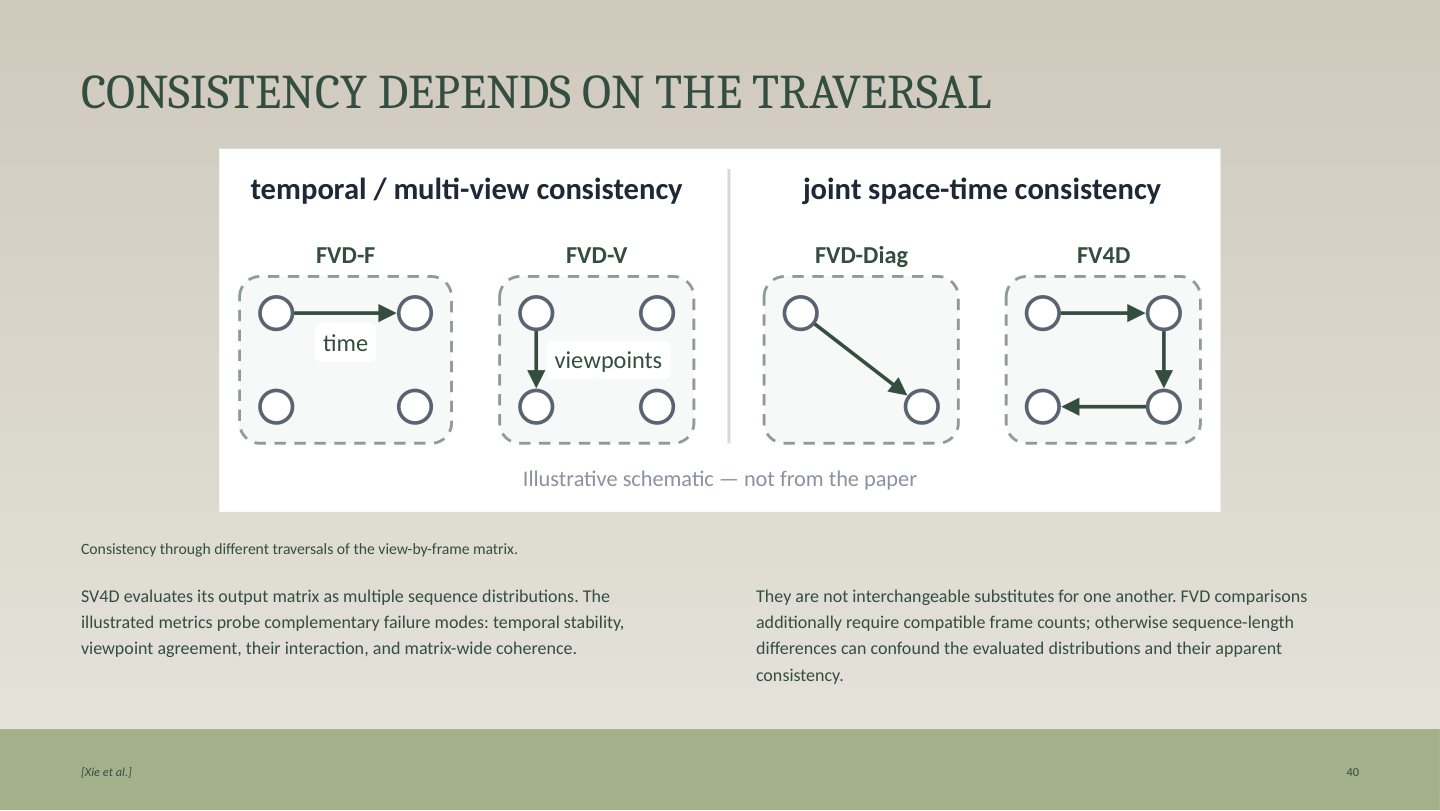 CONSISTENCY DEPENDS ON THE TRAVERSAL
temporal / multi-view consistency
joint space-time consistency
FVD-F
FVD-V
FVD-Diag
FV4D
time
viewpoints
Illustrative schematic — not from the paper
Consistency through different traversals of the view-by-frame matrix.
SV4D evaluates its output matrix as multiple sequence distributions. The
illustrated metrics probe complementary failure modes: temporal stability,
viewpoint agreement, their interaction, and matrix-wide coherence.
They are not interchangeable substitutes for one another. FVD comparisons
additionally require compatible frame counts; otherwise sequence-length
differences can confound the evaluated distributions and their apparent
consistency.
[Xie et al.]
40